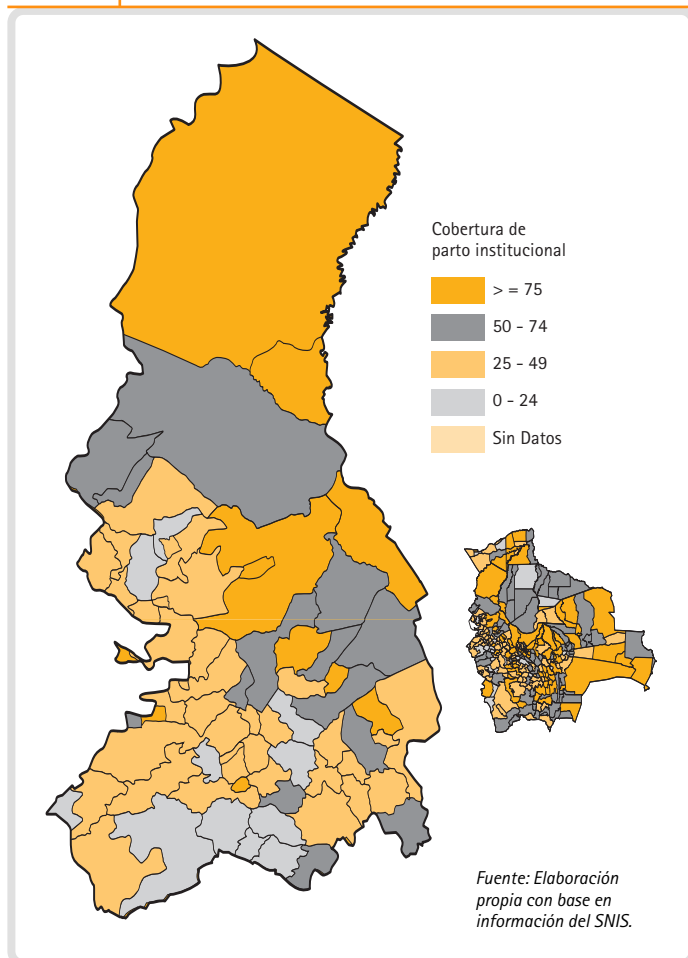 Cobertura de
parto institucional
> = 75
50 - 74
25 - 49
0 - 24
Sin Datos
Fuente: Elaboración
propia con base en
información del SNIS.